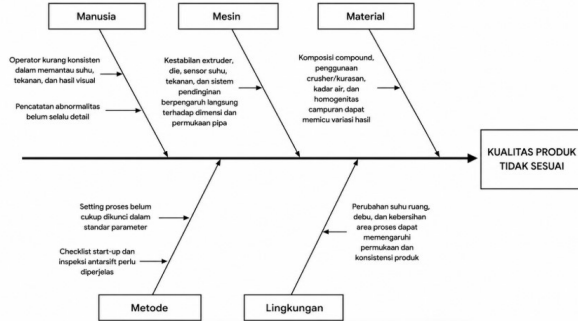 Manusia
Mesin
Material
Operator kurang konsisten
dalam memantau suhu,
tekanan, dan hasil visual
Pencatatan abnormalitas
belum selalu detail
Kestabilan extruder,
die, sensor suhu,
tekanan, dan sistem
pendinginan
berpengaruh langsung
terhadap dimensi dan
permukaan pipa
Komposisi compound,
penggunaan
crusher/kurasan,
kadar air, dan
homogenitas
campuran dapat
memicu variasi hasil
KUALITAS PRODUK
TIDAK SESUAI
Setting proses belum
cukup dikunci dalam
standar parameter
Checklist start-up dan
inspeksi antarsift perlu
diperjelas
Perubahan suhu ruang,
debu, dan kebersihan
area proses dapat
memengaruhi
permukaan dan
konsistensi produk
Metode
Lingkungan